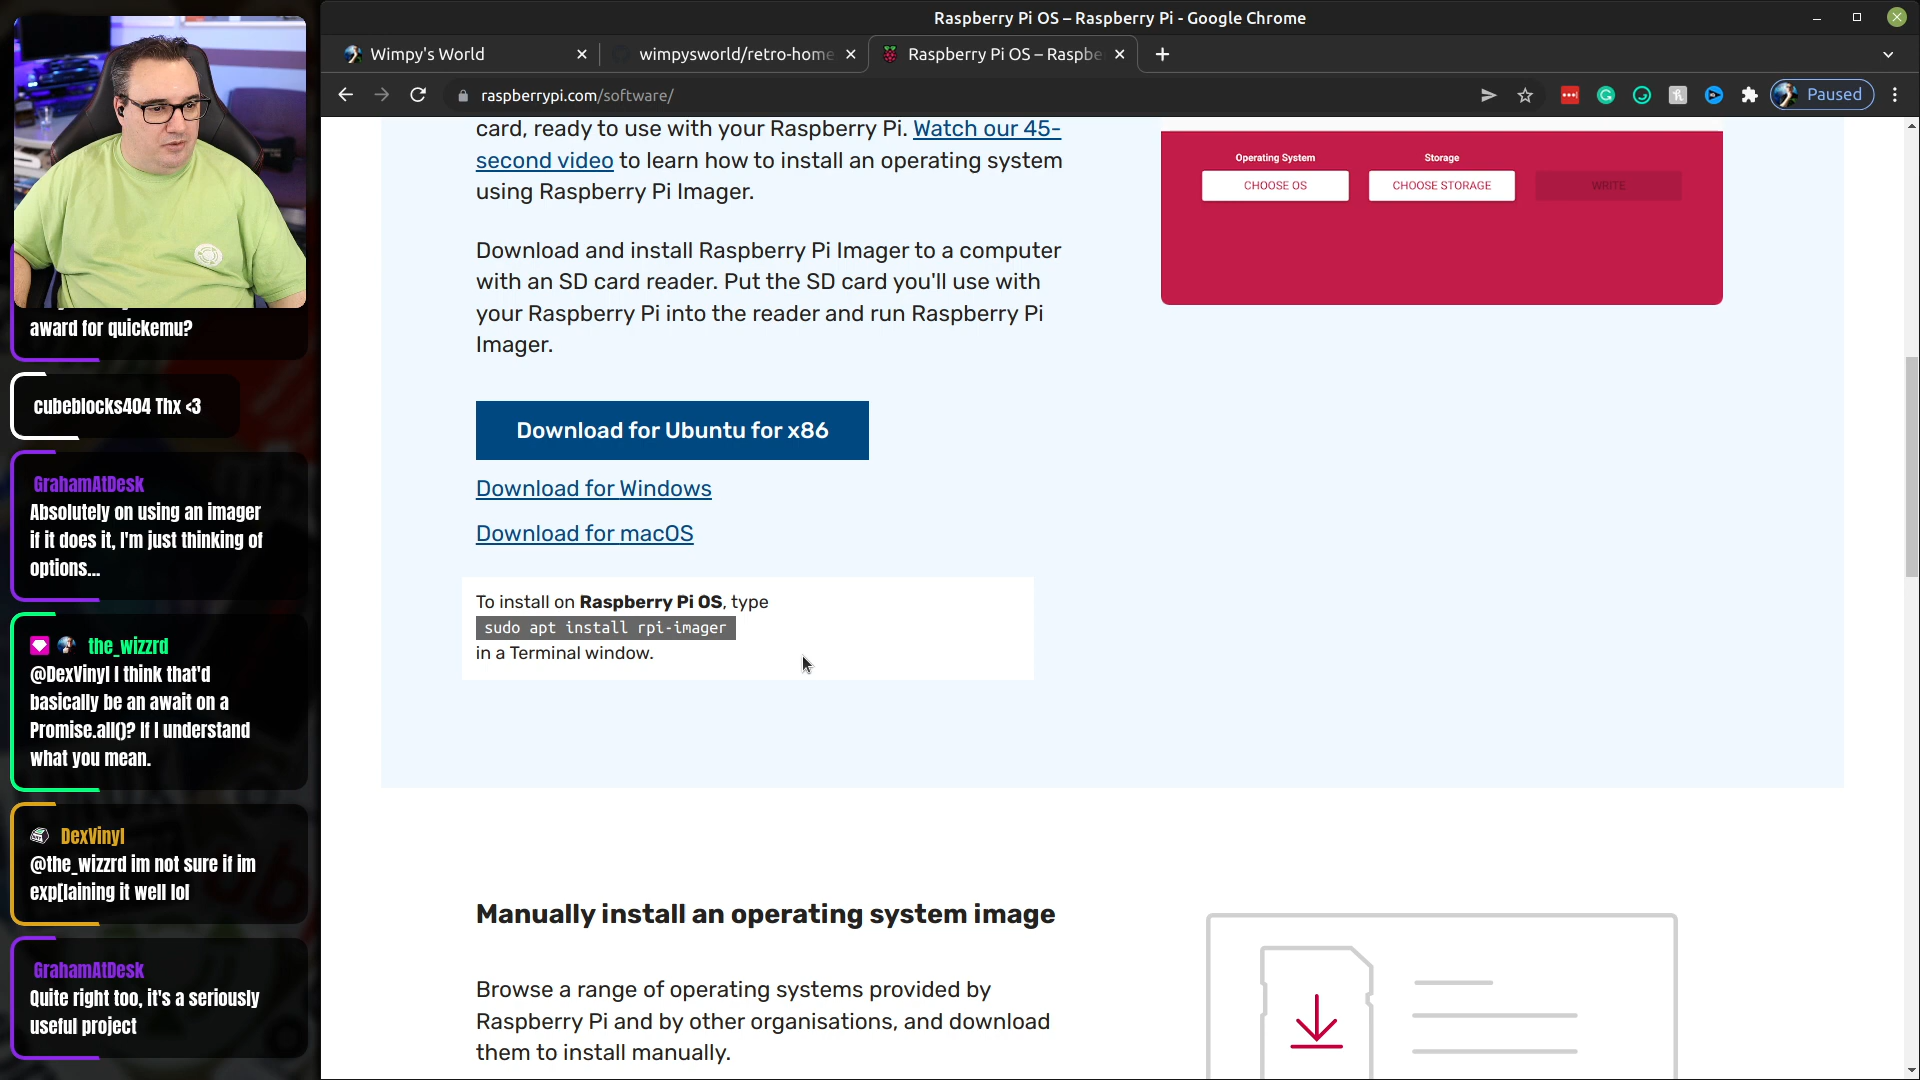 Raspberry Pi OS – Raspberry Pi - Google Chrome
Wimpy's World
wimpysworld/retro-home
Raspberry Pi OS – Raspbe
raspberrypi.com/software/
Paused
card, ready to use with your Raspberry Pi. Watch our 45-
second video to learn how to install an operating system
using Raspberry Pi Imager.
Operating System
Storage
CHOOSE OS
CHOOSE STORAGE
WRITE
Download and install Raspberry Pi Imager to a computer
with an SD card reader. Put the SD card you'll use with
your Raspberry Pi into the reader and run Raspberry Pi
Imager.
Download for Ubuntu for x86
Download for Windows
Download for macOS
To install on Raspberry Pi OS, type
sudo apt install rpi-imager
in a Terminal window.
Manually install an operating system image
Browse a range of operating systems provided by
Raspberry Pi and by other organisations, and download
them to install manually.
award for quickemu?
cubeblocks404 Thx <3
GrahamAtDesk
Absolutely on using an imager
if it does it, I'm just thinking of
options...
the_wizzrd
@DexVinyl I think that'd
basically be an await on a
Promise.all()? If I understand
what you mean.
DexVinyl
@the_wizzrd im not sure if im
exp[laining it well lol
GrahamAtDesk
Quite right too, it's a seriously
useful project